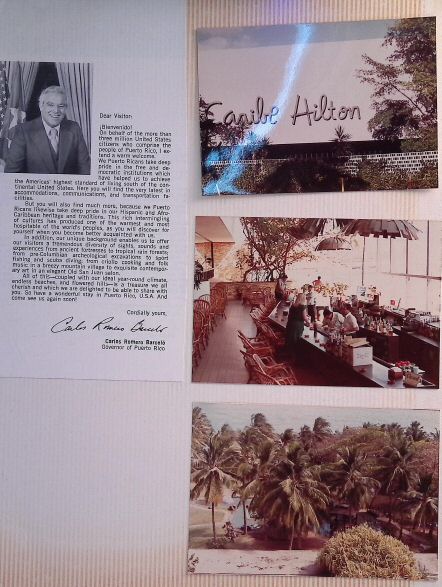 Dear Visitor:
¡Bienvenido!
On behalf of the more than
three million United States
citizens who comprise the
people of Puerto Rico, I ex-
tend a warm welcome.
We Puerto Ricans take deep
pride in the free and de-
mocratic institutions which
have helped us to achieve
the Americas' highest standard of living south of the con-
tinental United States. Here you will find the very latest in
accommodations, communications, and transportation fa-
cilities.
But you will also find much more, because we Puerto
Ricans likewise take deep pride in our Hispanic and Afro-
Caribbean heritage and traditions. This rich intermingling
of cultures has produced one of the warmest and most
hospitable of the world's peoples, as you will discover for
yourself when you become better acquainted with us.
In addition, our unique background enables us to offer
our visitors a tremendous diversity of sights, sounds and
experiences from ancient fortresses to tropical rain forests;
from pre-Columbian archeological excavations to sport
fishing and scuba diving; from criollo cooking and folk
music in a breezy mountain village to exquisite contempor-
ary art in an elegant Old San Juan salon.
All of this—coupled with our ideal year-round climate,
endless beaches, and flowered hills—is a treasure we all
cherish and which we are delighted to be able to share with
you. So have a wonderful stay in Puerto Rico, U.S.A. And
come see us again soon!
Cordially yours,
Carlos Romero Barceló
Carlos Romero Barceló
Governor of Puerto Rico
Caribe Hilton